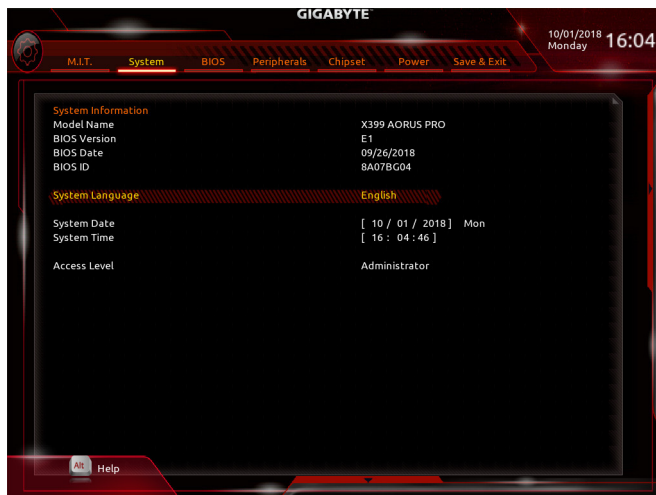 GIGABYTE™
10/01/2018 16:04
Monday
M.I.T. System BIOS Peripherals Chipset Power Save & Exit
System Information
Model Name X399 AORUS PRO
BIOS Version E1
BIOS Date 09/26/2018
BIOS ID 8A07BG04
System Language English
System Date [ 10 / 01 / 2018 ] Mon
System Time [ 16 : 04 : 46 ]
Access Level Administrator
Alt Help